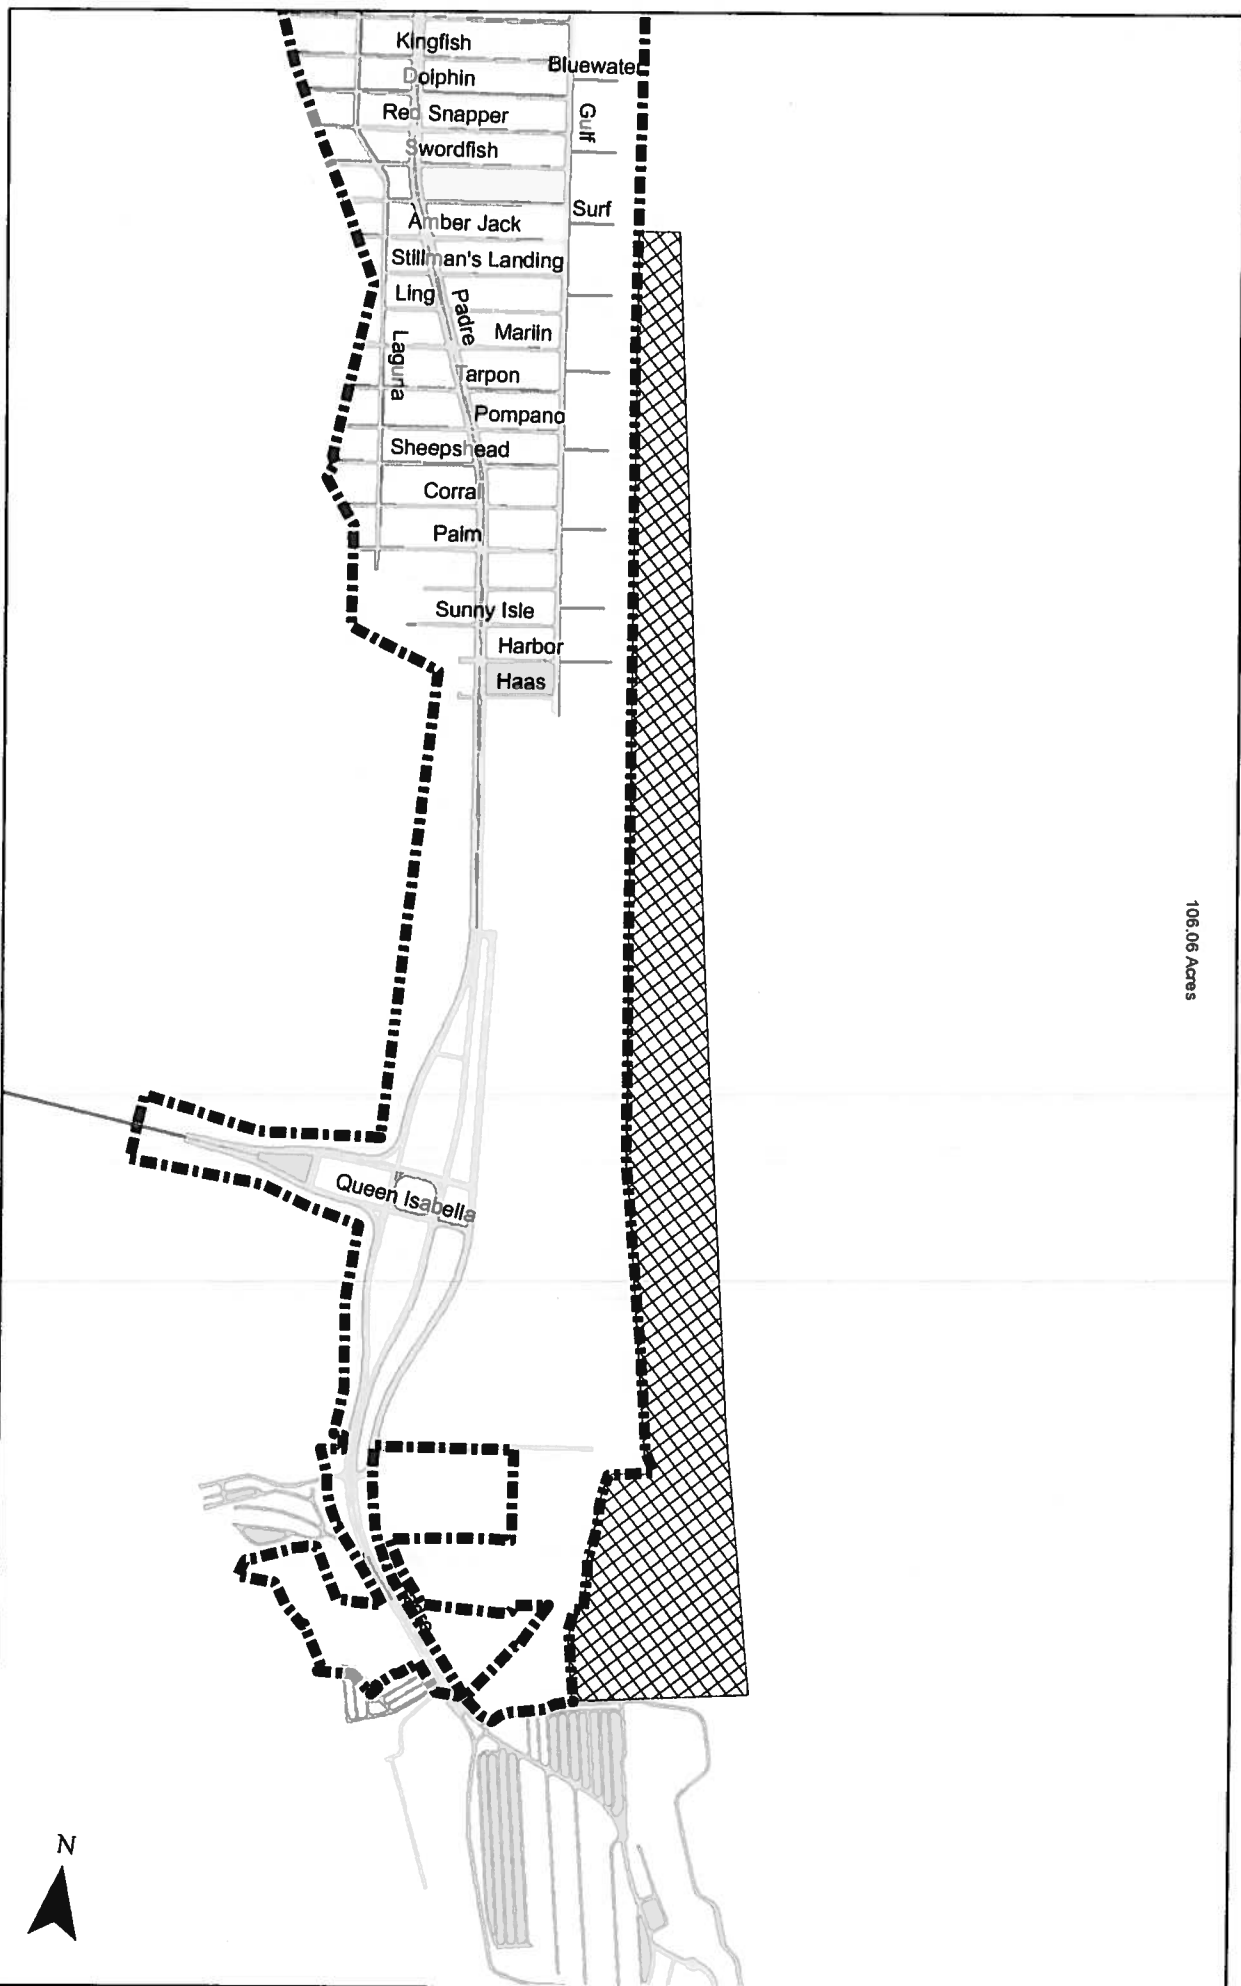 Kingfish
Bluewater
Dolphin
Red Snapper
Gulf
Swordfish
Surf
Amber Jack
Stillman's Landing
Ling
Padre
Marlin
Laguna
Tarpon
Pompano
Sheepshead
Corral
Palm
Sunny Isle
Harbor
Haas
106.06 Acres
Queen Isabella
N